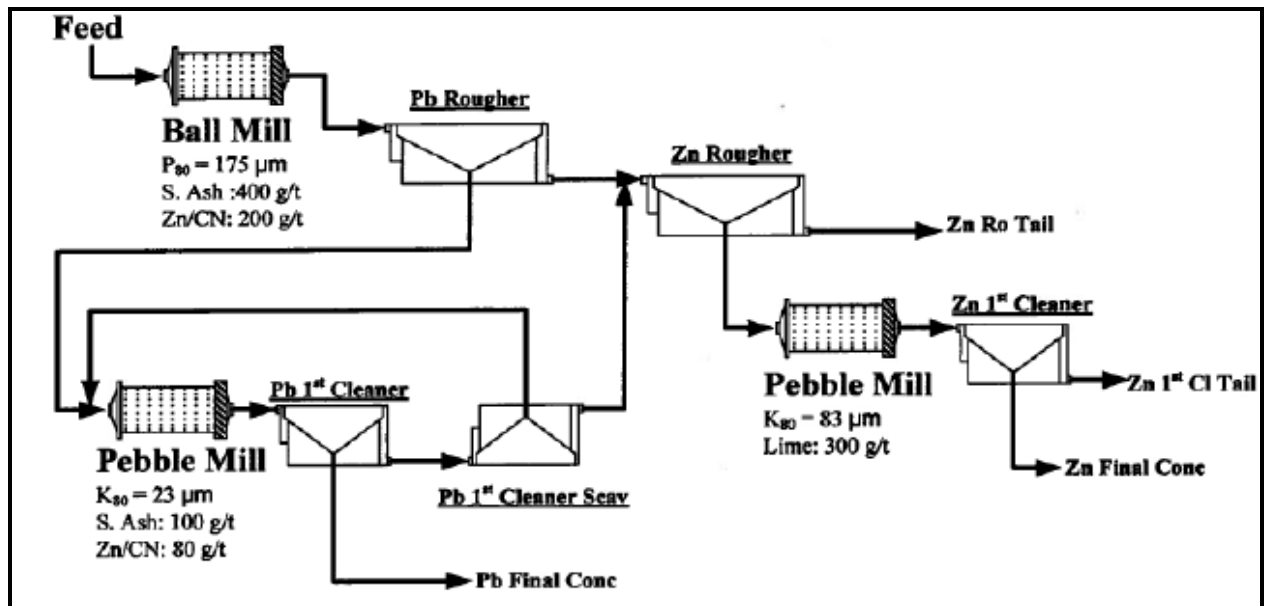 Feed
Pb Rougher
Ball Mill
P80 = 175 µm
S. Ash :400 g/t
Zn/CN: 200 g/t
Zn Rougher
Zn Ro Tail
Zn 1st Cleaner
Pb 1st Cleaner
Pebble Mill
K80 = 83 µm
Lime: 300 g/t
Zn 1st Cl Tail
Zn Final Conc
Pebble Mill
K80 = 23 µm
S. Ash: 100 g/t
Zn/CN: 80 g/t
Pb 1st Cleaner Scav
Pb Final Conc